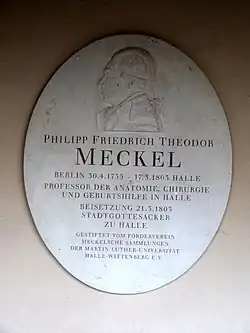 PHILIPP FRIEDRICH THEODOR
MECKEL
BERLIN 30.4.1755 - 17.3.1803 HALLE
PROFESSOR DER ANATOMIE, CHIRURGIE
UND GEBURTSHILFE IN HALLE
BEISETZUNG 21.3.1803
STADTGOTTESACKER
ZU HALLE
GESTIFTET VOM FÖRDERVEREIN
MECKELSCHE SAMMLUNGEN
DER MARTIN LUTHER-UNIVERSITÄT
HALLE-WITTENBERG E.V.